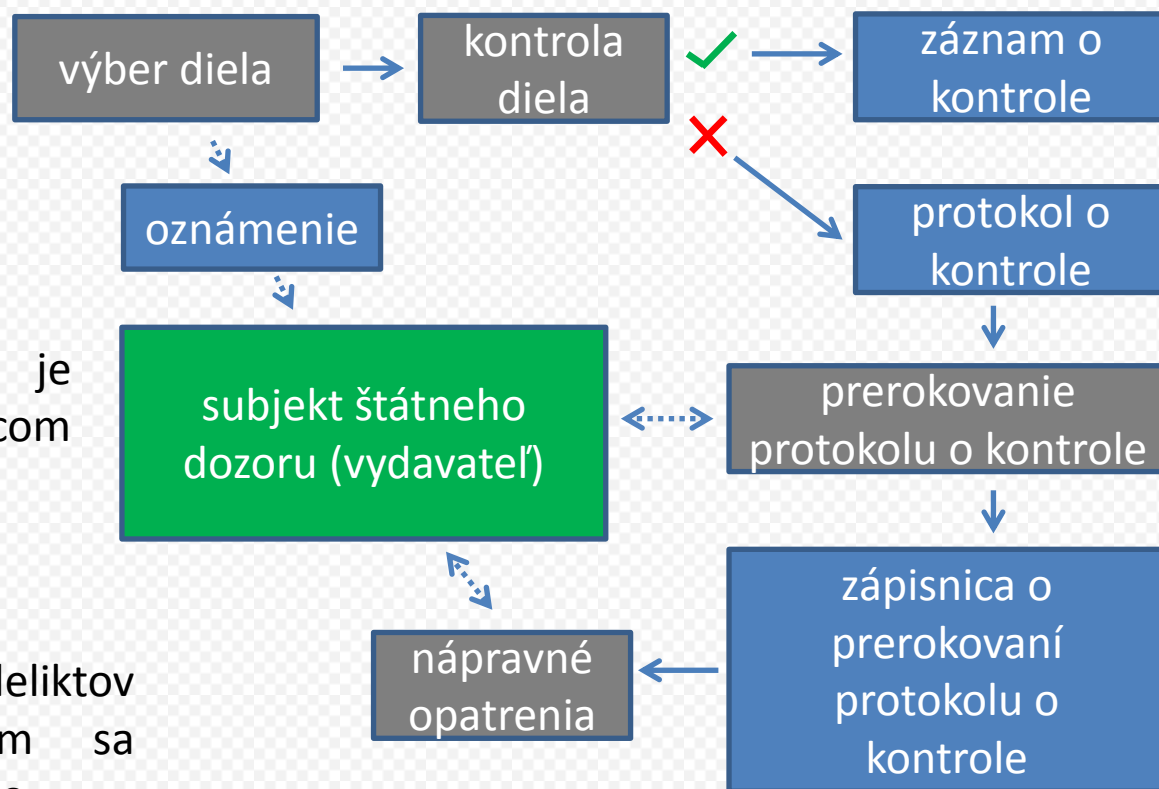 výber diela
kontrola
diela
záznam o
kontrole
oznámenie
protokol o
kontrole
je
com
subjekt štátneho
dozoru (vydavateľ)
prerokovanie
protokolu o kontrole
zápisnica o
prerokovaní
protokolu o
kontrole
nápravné
opatrenia
deliktov
m sa